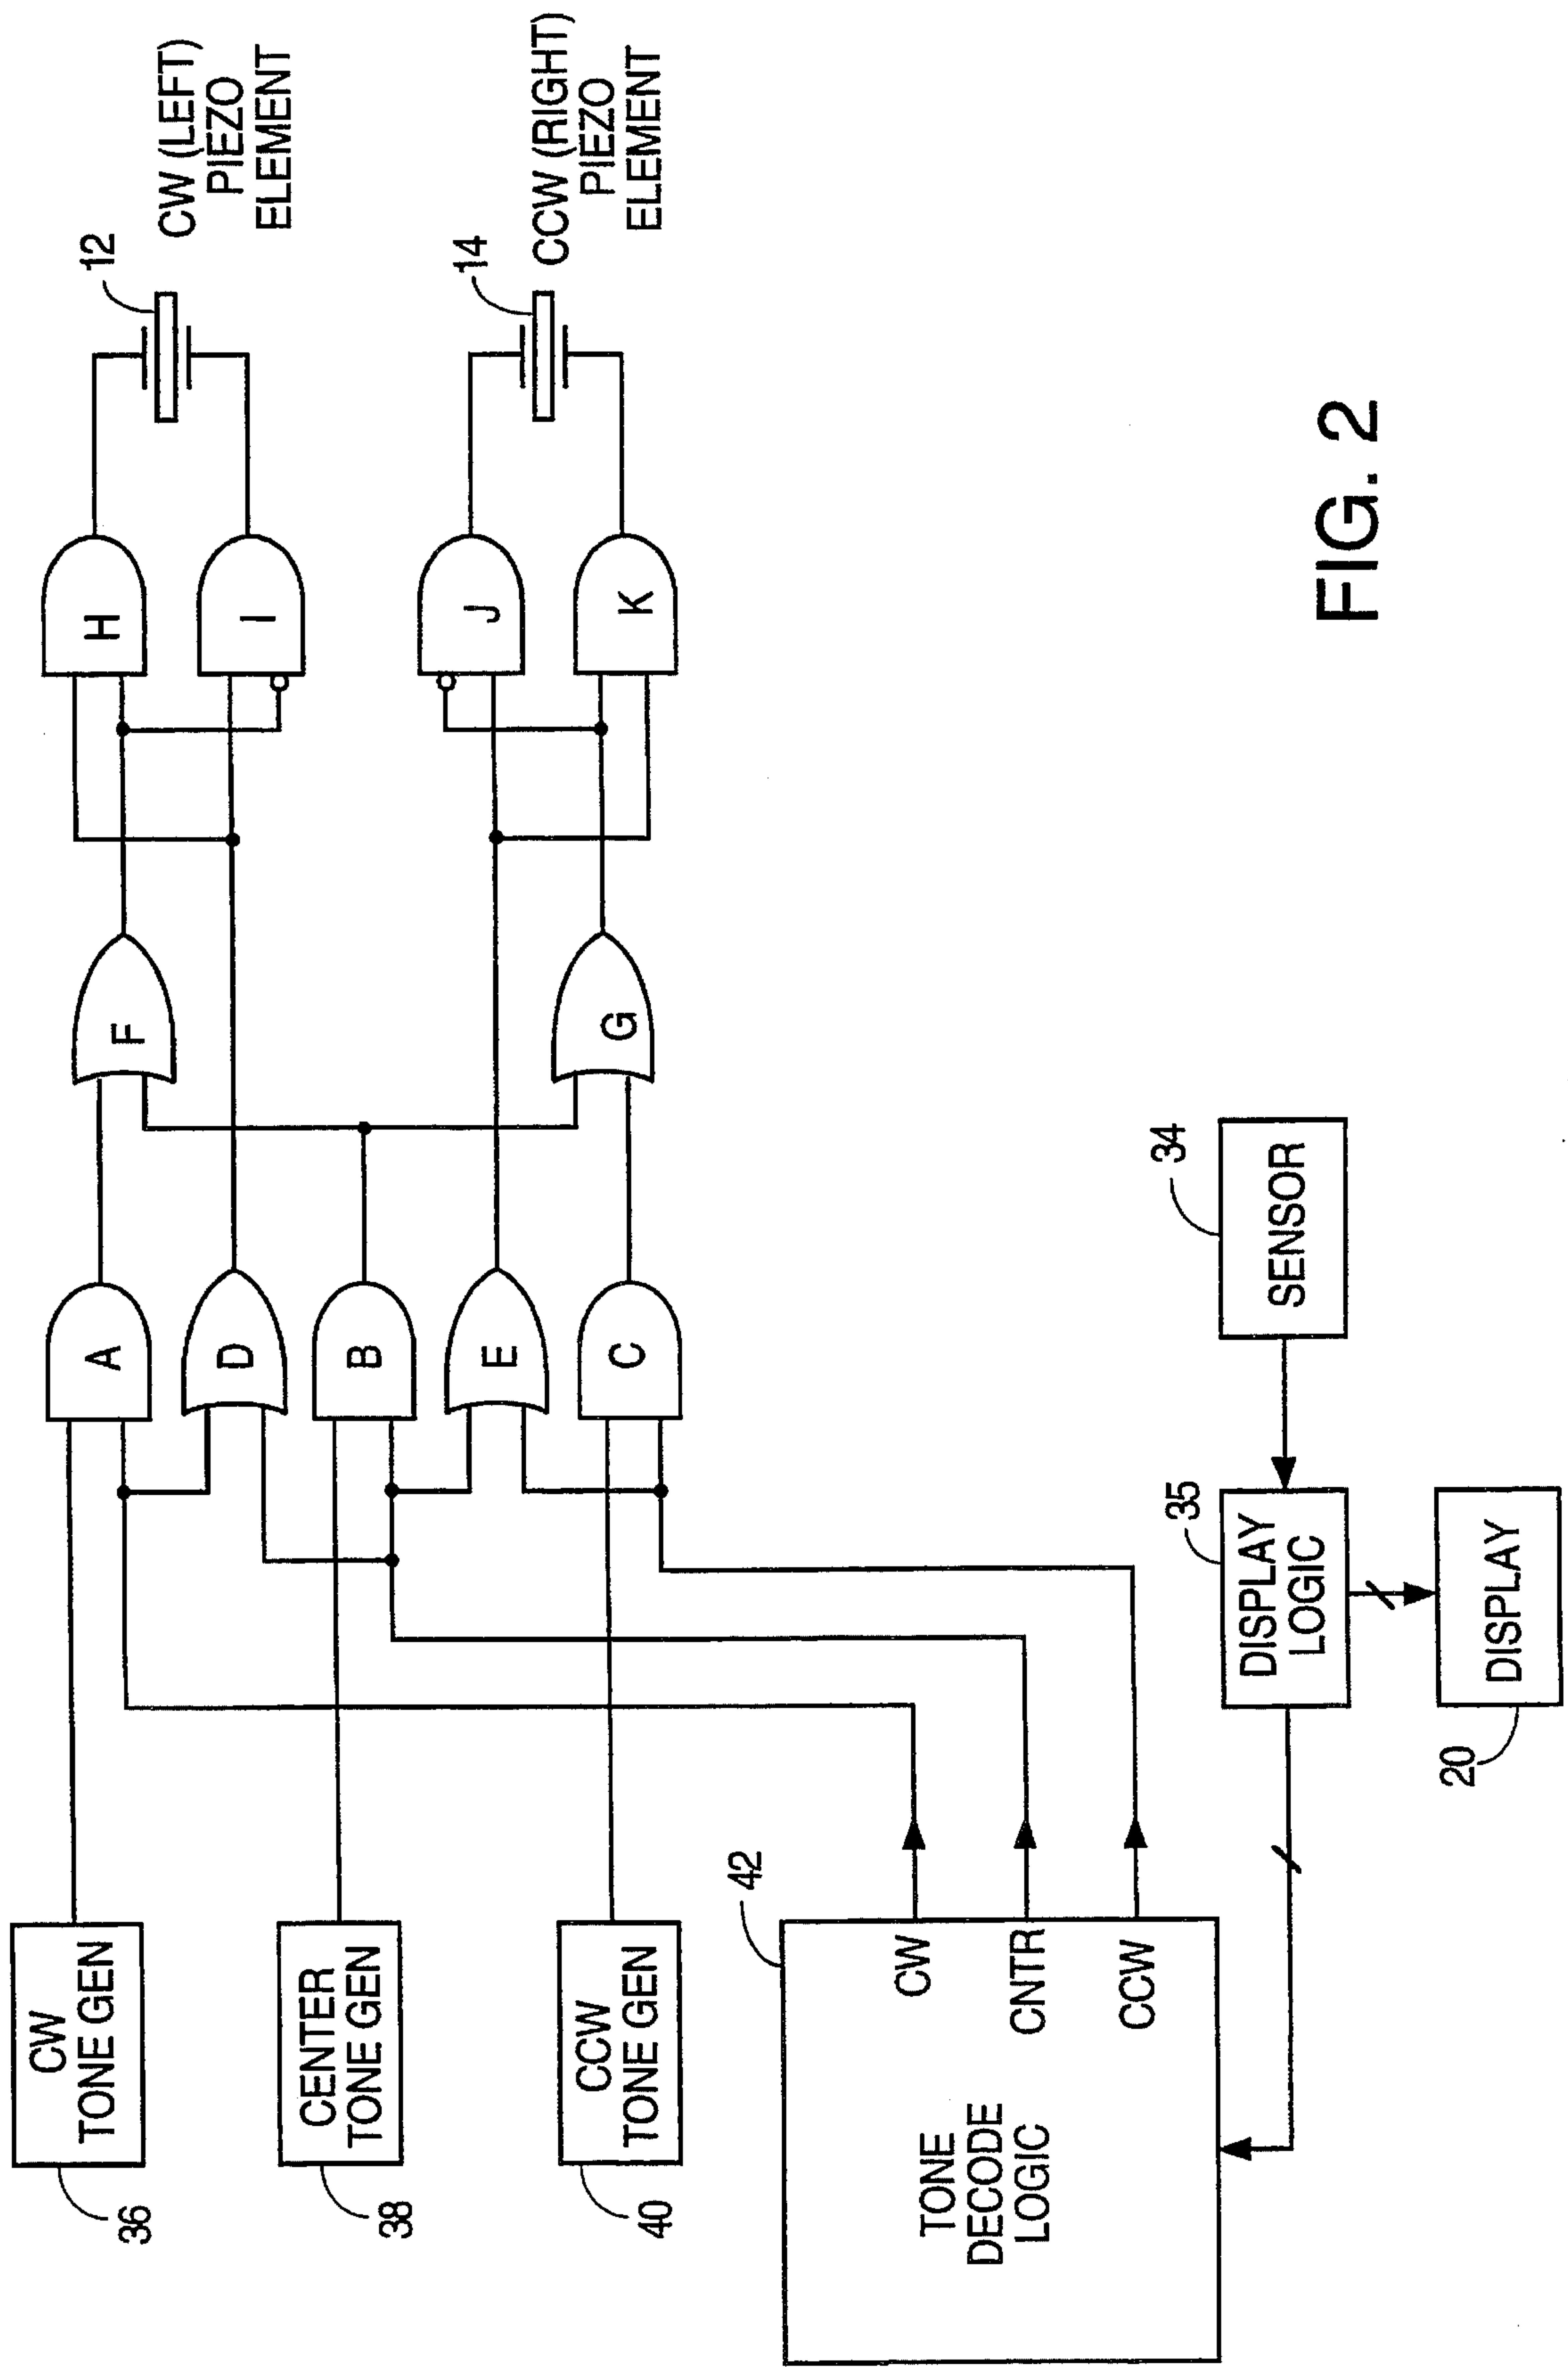 36
CW
TONE GEN
38
CENTER
TONE GEN
40
CCW
TONE GEN
42
TONE
DECODE
LOGIC
CW
CNTR
CCW
A
D
B
E
C
F
G
H
I
J
K
12
CW (LEFT)
PIEZO
ELEMENT
14
CCW (RIGHT)
PIEZO
ELEMENT
34
SENSOR
35
DISPLAY
LOGIC
20
DISPLAY
FIG. 2